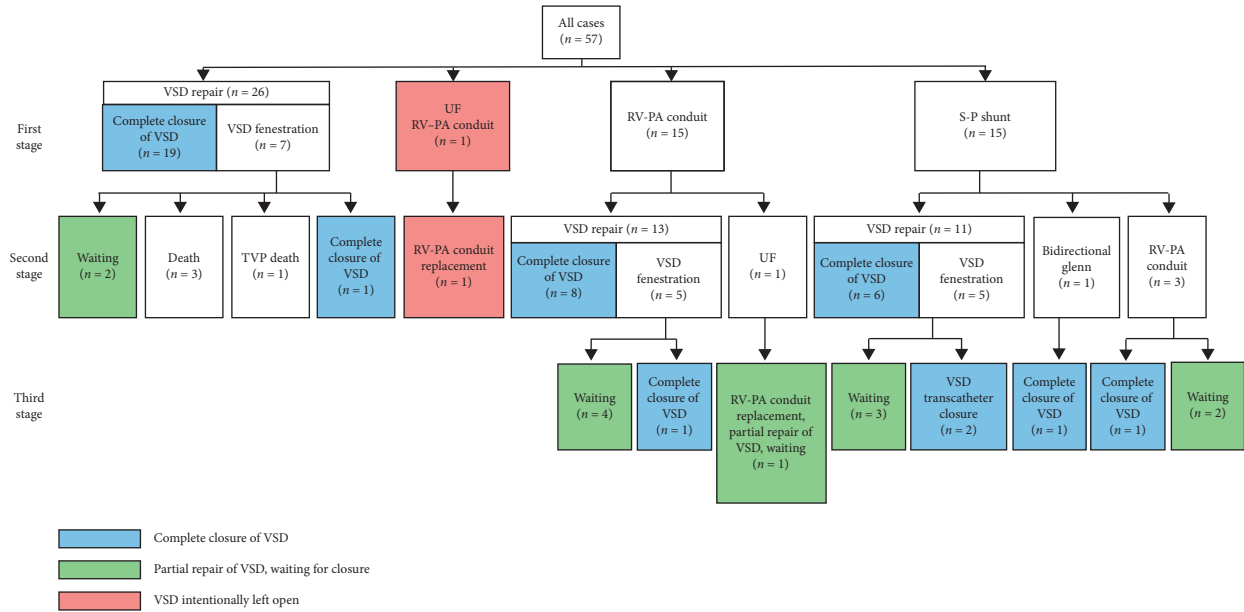 All cases
(n = 57)
First
stage
VSD repair (n = 26)
Complete closure
of VSD
(n = 19)
VSD fenestration
(n = 7)
UF
RV–PA conduit
(n = 1)
RV-PA conduit
(n = 15)
S-P shunt
(n = 15)
Second
stage
Waiting
(n = 2)
Death
(n = 3)
TVP death
(n = 1)
Complete
closure of
VSD
(n = 1)
RV-PA conduit
replacement
(n = 1)
VSD repair (n = 13)
Complete closure
of VSD
(n = 8)
VSD
fenestration
(n = 5)
UF
(n = 1)
VSD repair (n = 11)
Complete closure
of VSD
(n = 6)
VSD
fenestration
(n = 5)
Bidirectional
glenn
(n = 1)
RV-PA
conduit
(n = 3)
Third
stage
Waiting
(n = 4)
Complete
closure of
VSD
(n = 1)
RV-PA conduit
replacement,
partial repair of
VSD, waiting
(n = 1)
Waiting
(n = 3)
VSD
transcatheter
closure
(n = 2)
Complete
closure of
VSD
(n = 1)
Complete
closure of
VSD
(n = 1)
Waiting
(n = 2)
Complete closure of VSD
Partial repair of VSD, waiting for closure
VSD intentionally left open